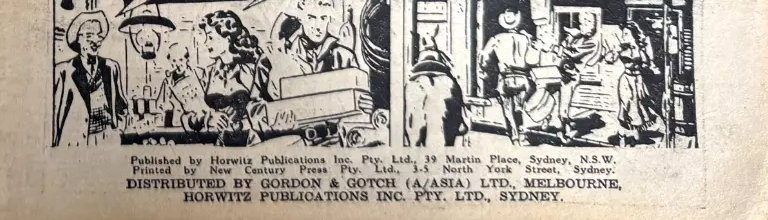 Published by Horwitz Publications Inc. Pty. Ltd., 39 Martin Place, Sydney, N.S.W.
Printed by New Century Press Pty. Ltd., 3-5 North York Street, Sydney.
DISTRIBUTED BY GORDON & GOTCH (A/ASIA) LTD., MELBOURNE,
HORWITZ PUBLICATIONS INC. PTY. LTD., SYDNEY.